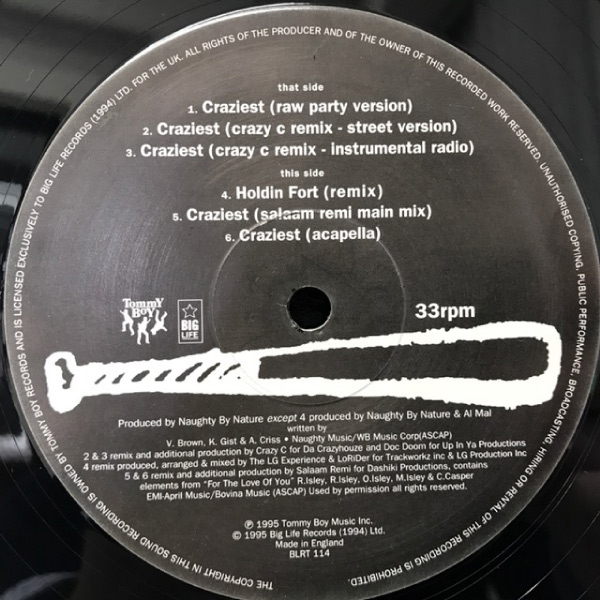 THE COPYRIGHT IN THIS SOUND RECORDING IS OWNED BY TOMMY BOY RECORDS AND IS LICENSED EXCLUSIVELY TO BIG LIFE RECORDS (1994) LTD. FOR THE UK. ALL RIGHTS OF THE PRODUCER AND OF THE OWNER OF THIS RECORDED WORK RESERVED. UNAUTHORISED COPYING, PUBLIC PERFORMANCE, BROADCASTING, HIRING OR RENTAL OF THIS RECORDING IS PROHIBITED.
that side
1. Craziest (raw party version)
2. Craziest (crazy c remix - street version)
3. Craziest (crazy c remix - instrumental radio)
this side
4. Holdin Fort (remix)
5. Craziest (salaam remi main mix)
6. Craziest (acapella)
TOMMY BOY
BIG LIFE
33rpm
Produced by Naughty By Nature except 4 produced by Naughty By Nature & Al Mal
written by
V. Brown, K. Gist & A. Criss • Naughty Music/WB Music Corp(ASCAP)
2 & 3 remix and additional production by Crazy C for Da Crazyhouze and Doc Doom for Up In Ya Productions
4 remix produced, arranged & mixed by The LG Experience & LoRiDer for Trackworkz inc & LG Production Inc
5 & 6 remix and additional production by Salaam Remi for Dashiki Productions, contains
elements from "For The Love Of You" R.Isley, R.Isley, O.Isley, M.Isley & C.Casper
EMI-April Music/Bovina Music (ASCAP) Used by permission all rights reserved.
℗ 1995 Tommy Boy Music Inc.
© 1995 Big Life Records (1994) Ltd.
Made in England
BLRT 114